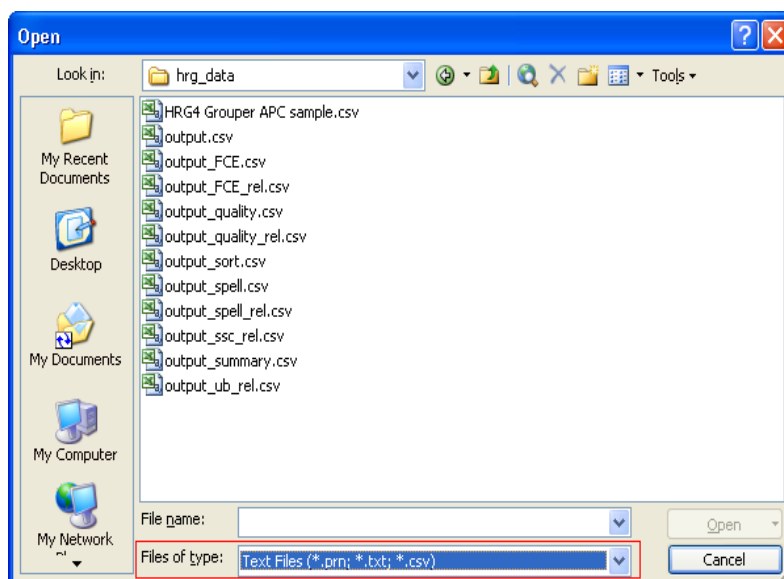 Open
Look in:
hrg_data
Tools
My Recent
Documents
Desktop
My Documents
My Computer
My Network
HRG4 Grouper APC sample.csv
output.csv
output_FCE.csv
output_FCE_rel.csv
output_quality.csv
output_quality_rel.csv
output_sort.csv
output_spell.csv
output_spell_rel.csv
output_ssc_rel.csv
output_summary.csv
output_ub_rel.csv
File name:
Open
Files of type:
Text Files (*.prn; *.txt; *.csv)
Cancel